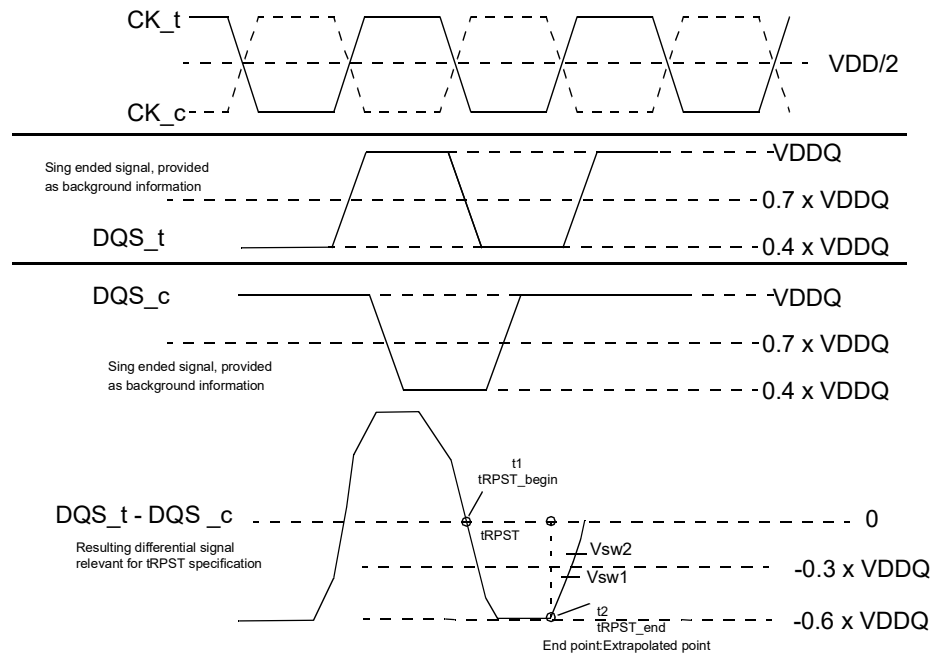 CK_t
VDD/2
CK_c
VDDQ
Sing ended signal, provided
as background information
0.7 x VDDQ
DQS_t
0.4 x VDDQ
DQS_c
VDDQ
0.7 x VDDQ
Sing ended signal, provided
as background information
0.4 x VDDQ
t1
tRPST_begin
DQS_t - DQS _c
0
tRPST
Resulting differential signal
relevant for tRPST specification
Vsw2
-0.3 x VDDQ
Vsw1
t2
tRPST_end
-0.6 x VDDQ
End point:Extrapolated point